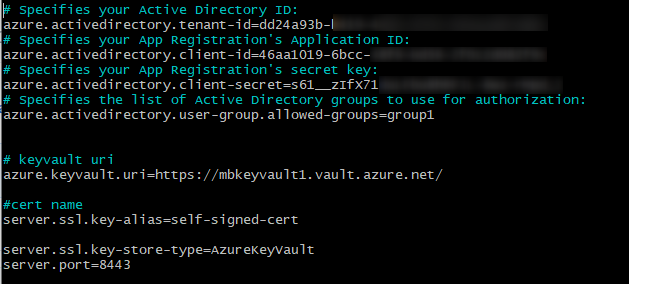 # Specifies your Active Directory ID:
azure.activedirectory.tenant-id=dd24a93b-
# Specifies your App Registration's Application ID:
azure.activedirectory.client-id=46aa1019-6bcc-
# Specifies your App Registration's secret key:
azure.activedirectory.client-secret=s61__zIfX71
# Specifies the list of Active Directory groups to use for authorization:
azure.activedirectory.user-group.allowed-groups=group1
# keyvault uri
azure.keyvault.uri=https://mbkeyvault1.vault.azure.net/
#cert name
server.ssl.key-alias=self-signed-cert
server.ssl.key-store-type=AzureKeyVault
server.port=8443